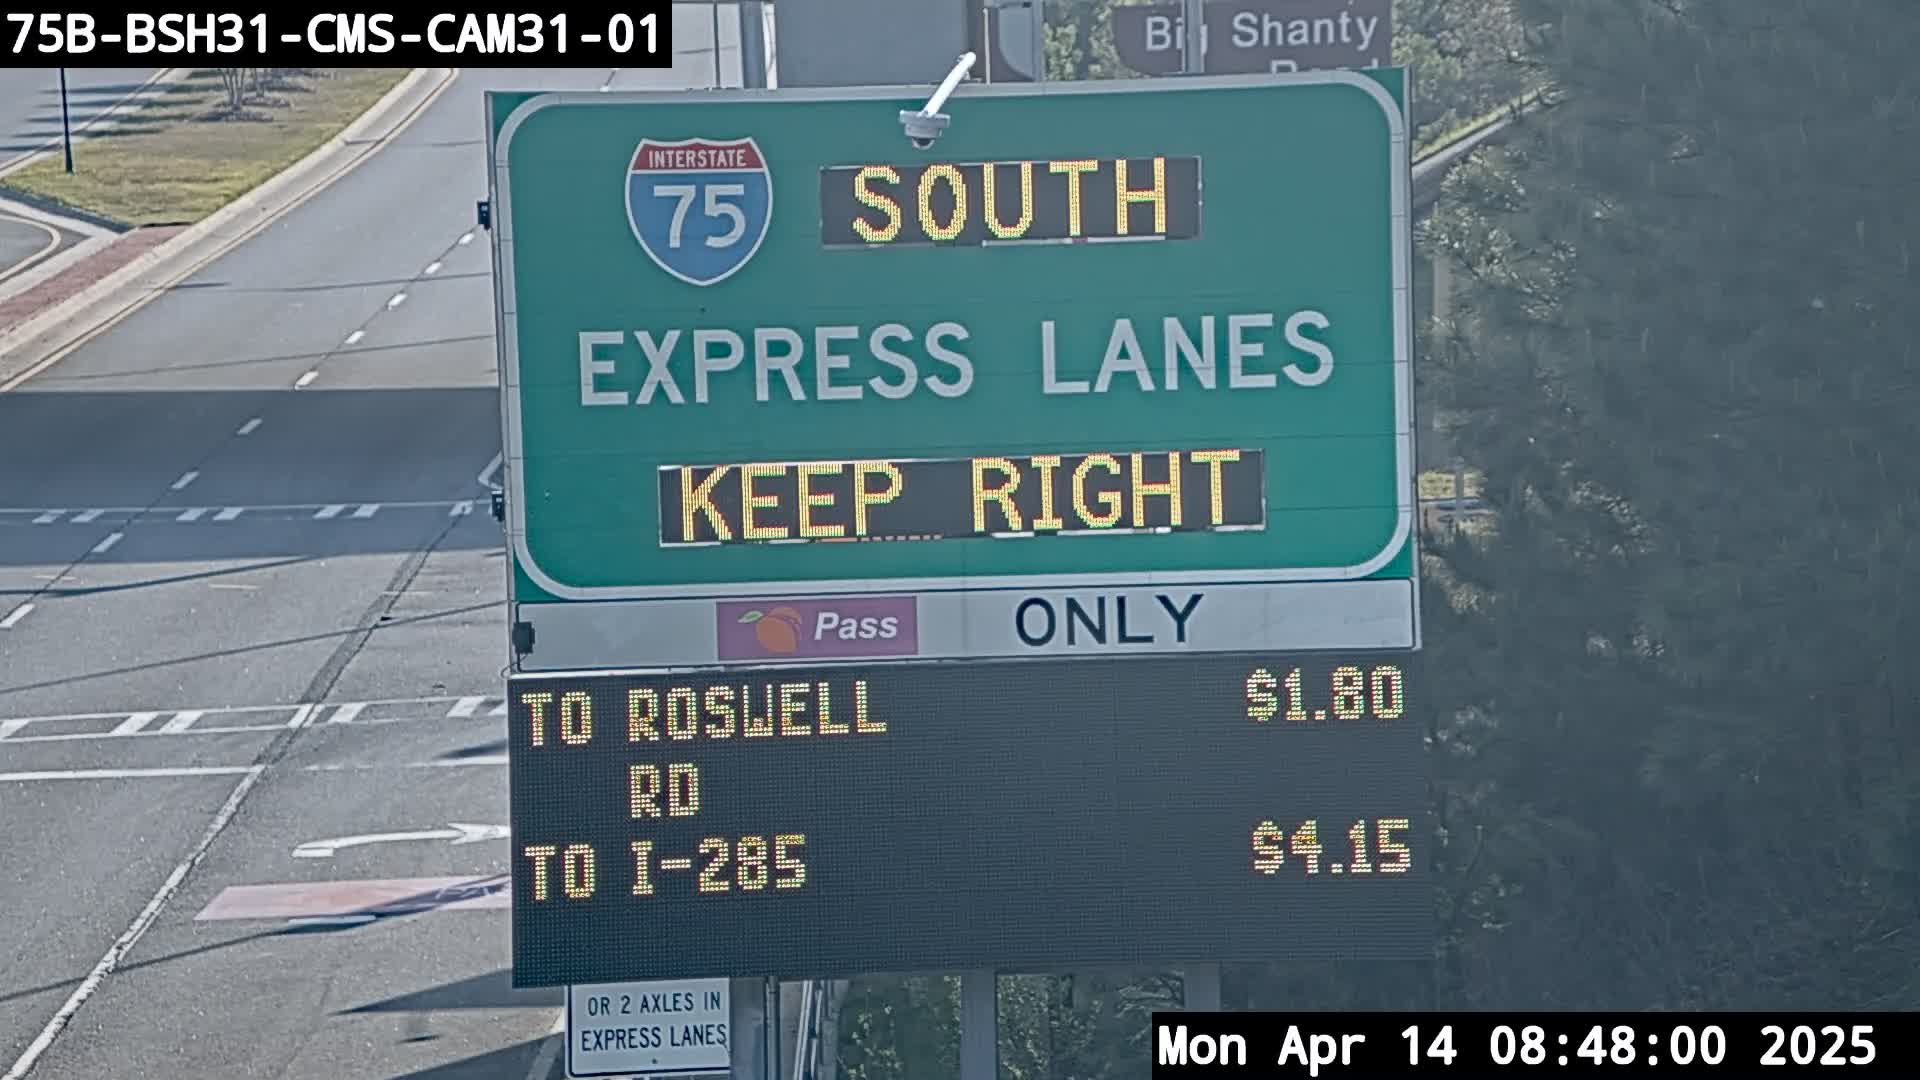 75B-BSH31-CMS-CAM31-01
Big Shanty
Road
INTERSTATE
75
SOUTH
EXPRESS LANES
KEEP RIGHT
Pass ONLY
TO ROSWELL $1.80
RD
TO I-285 $4.15
OR 2 AXLES IN
EXPRESS LANES
Mon Apr 14 08:48:00 2025